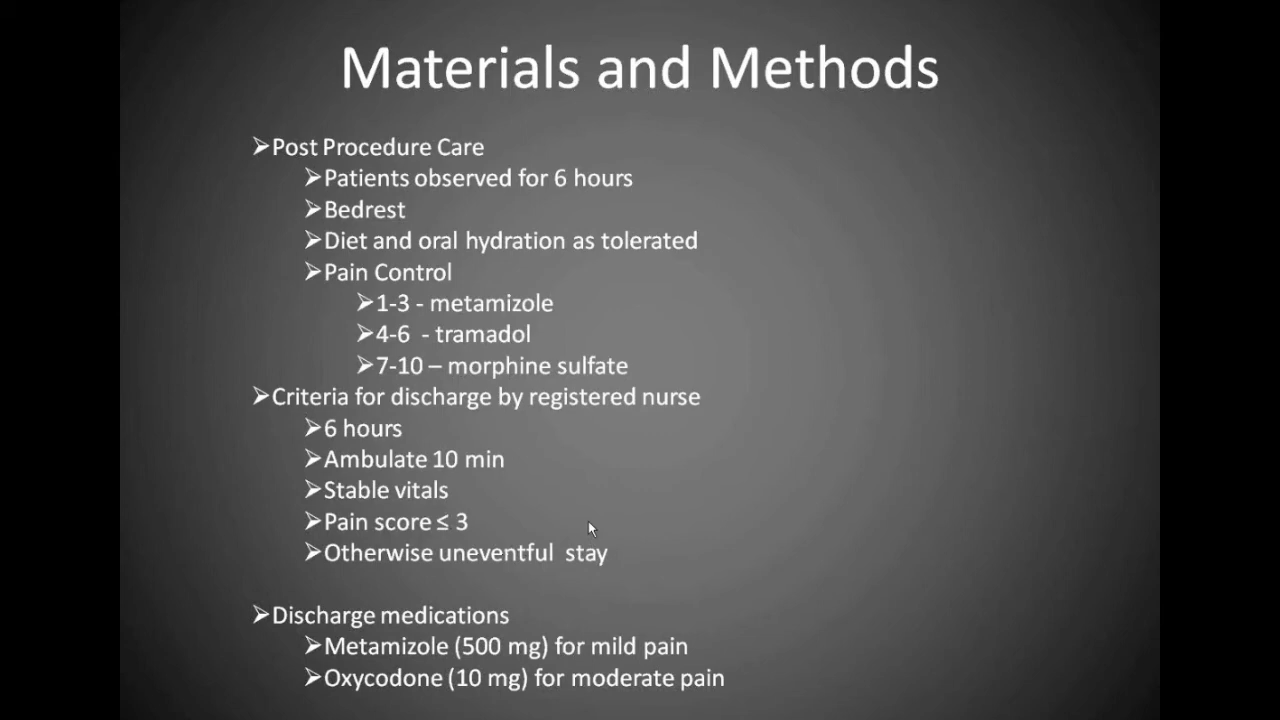 Materials and Methods
➢Post Procedure Care
➢Patients observed for 6 hours
➢Bedrest
➢Diet and oral hydration as tolerated
➢Pain Control
➢1-3 - metamizole
➢4-6  - tramadol
➢7-10 – morphine sulfate
➢Criteria for discharge by registered nurse
➢6 hours
➢Ambulate 10 min
➢Stable vitals
➢Pain score ≤ 3
➢Otherwise uneventful  stay
➢Discharge medications
➢Metamizole (500 mg) for mild pain
➢Oxycodone (10 mg) for moderate pain